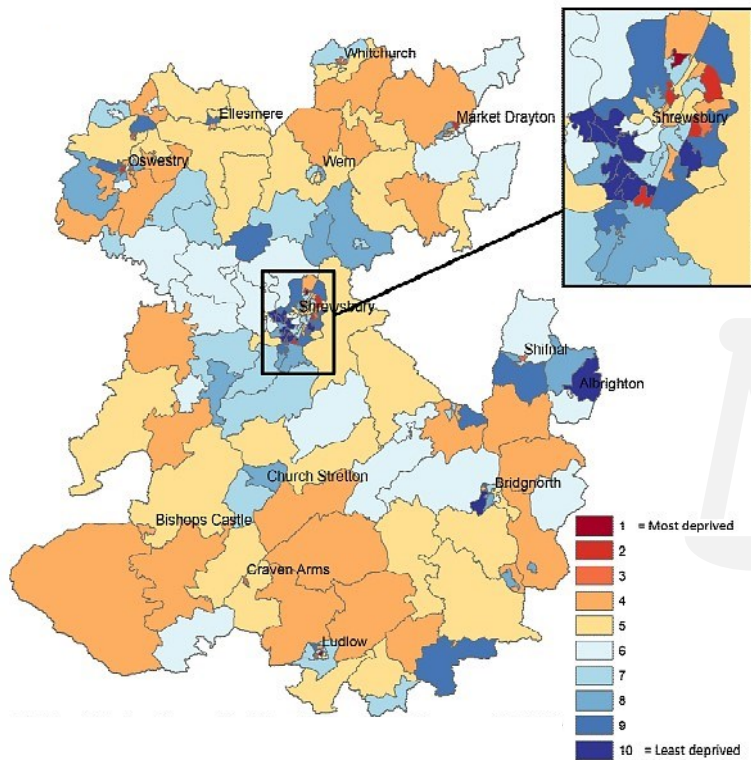 Whitchurch
Ellesmere
Market Drayton
Shrewsbury
Oswestry
Wem
Shrewsbury
Shifnal
Albrighton
Church Stretton
Bridgnorth
Bishops Castle
Craven Arms
Ludlow
1 = Most deprived
2
3
4
5
6
7
8
9
10 = Least deprived